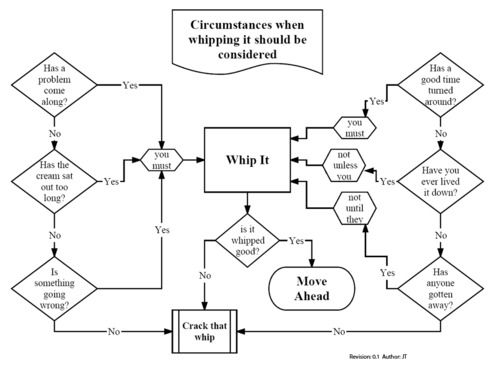 Circumstances when
whipping it should be
considered
Has a
problem
come
along?
Yes
No
Has the
cream sat
out too
long?
Yes
No
Is
something
going
wrong?
Yes
No
you
must
Whip It
is it
whipped
good?
No
Yes
Move
Ahead
Crack that
whip
Has a
good time
turned
around?
Yes
you
must
No
Have you
ever lived
it down?
Yes
not
unless
you
No
Has
anyone
gotten
away?
Yes
not
until
they
No
Revision: 0.1 Author: JT